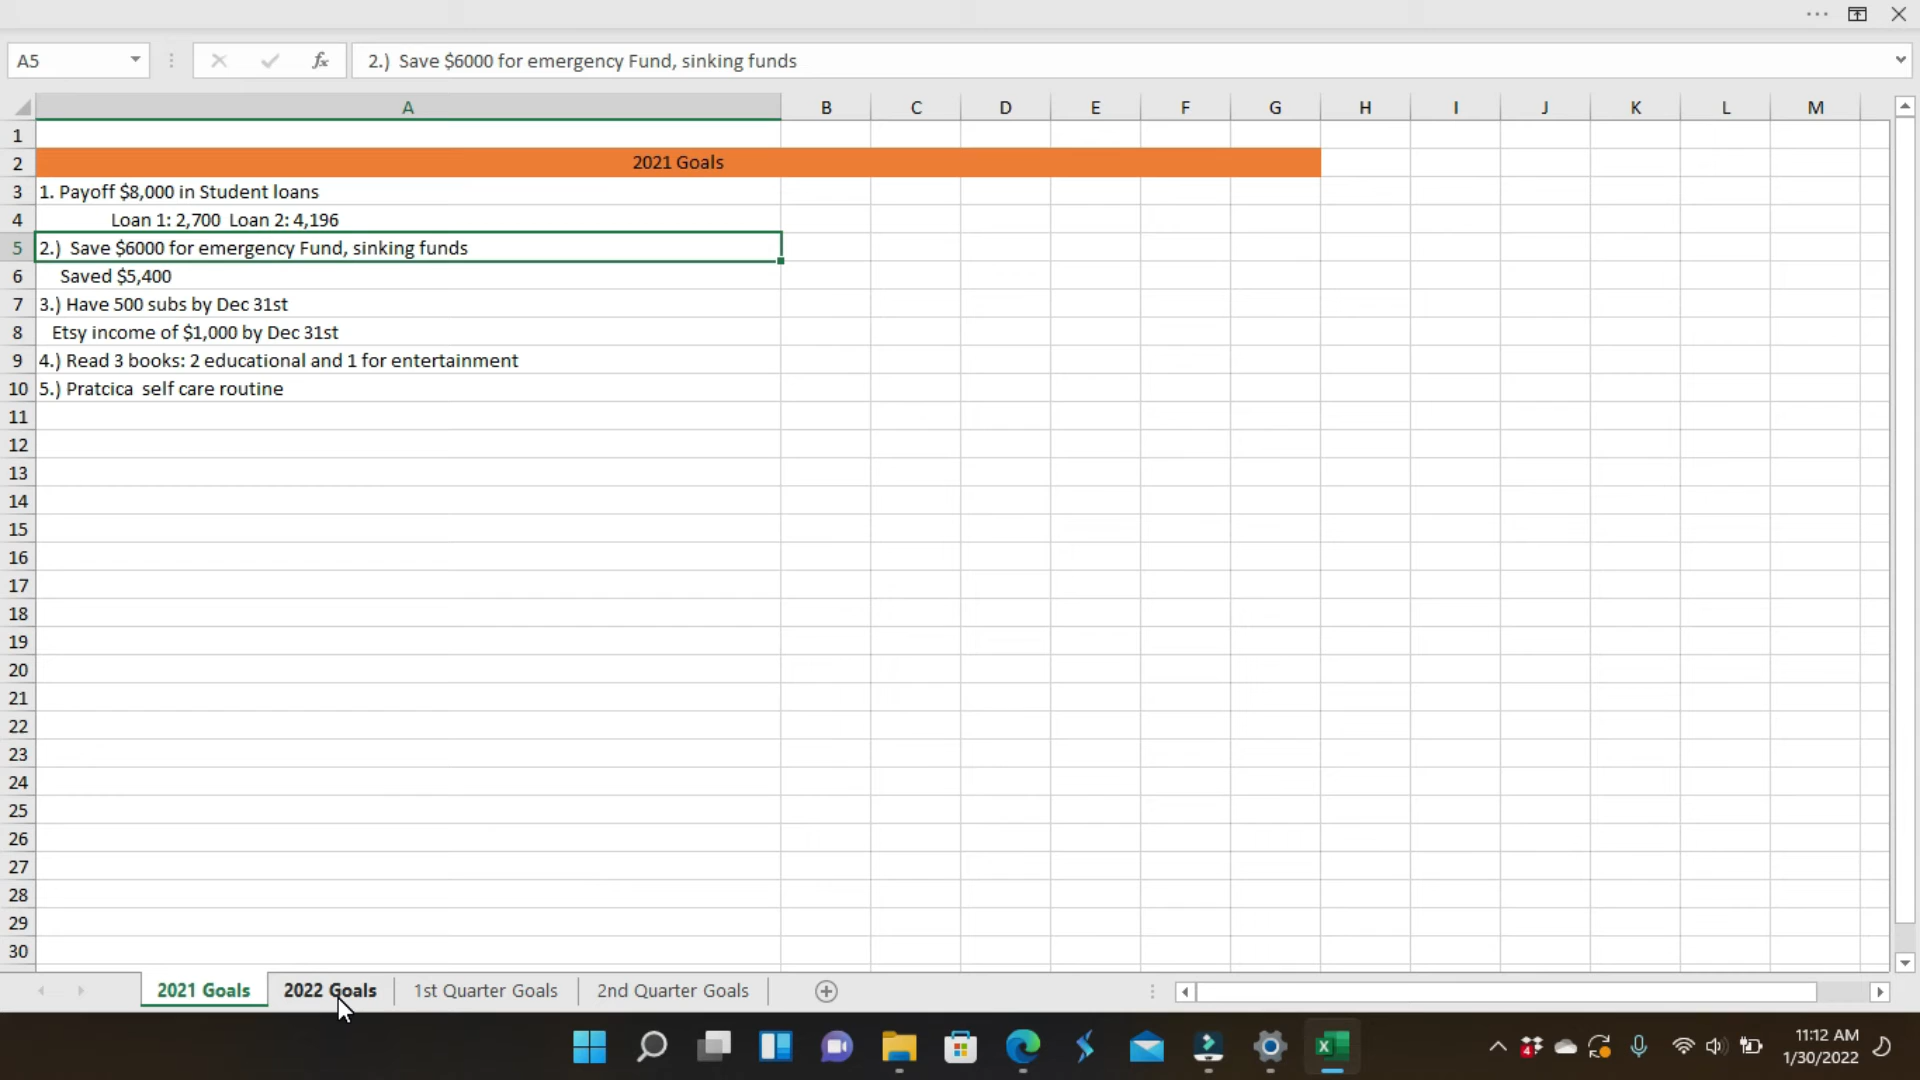 A5
fx
2.)  Save $6000 for emergency Fund, sinking funds
A B C D E F G H I J K L M
1
2 2021 Goals
3 1. Payoff $8,000 in Student loans
4 Loan 1: 2,700  Loan 2: 4,196
5 2.)  Save $6000 for emergency Fund, sinking funds
6 Saved $5,400
7 3.) Have 500 subs by Dec 31st
8 Etsy income of $1,000 by Dec 31st
9 4.) Read 3 books: 2 educational and 1 for entertainment
10 5.) Pratcica  self care routine
11
12
13
14
15
16
17
18
19
20
21
22
23
24
25
26
27
28
29
30
2021 Goals 2022 Goals 1st Quarter Goals 2nd Quarter Goals
11:12 AM
1/30/2022